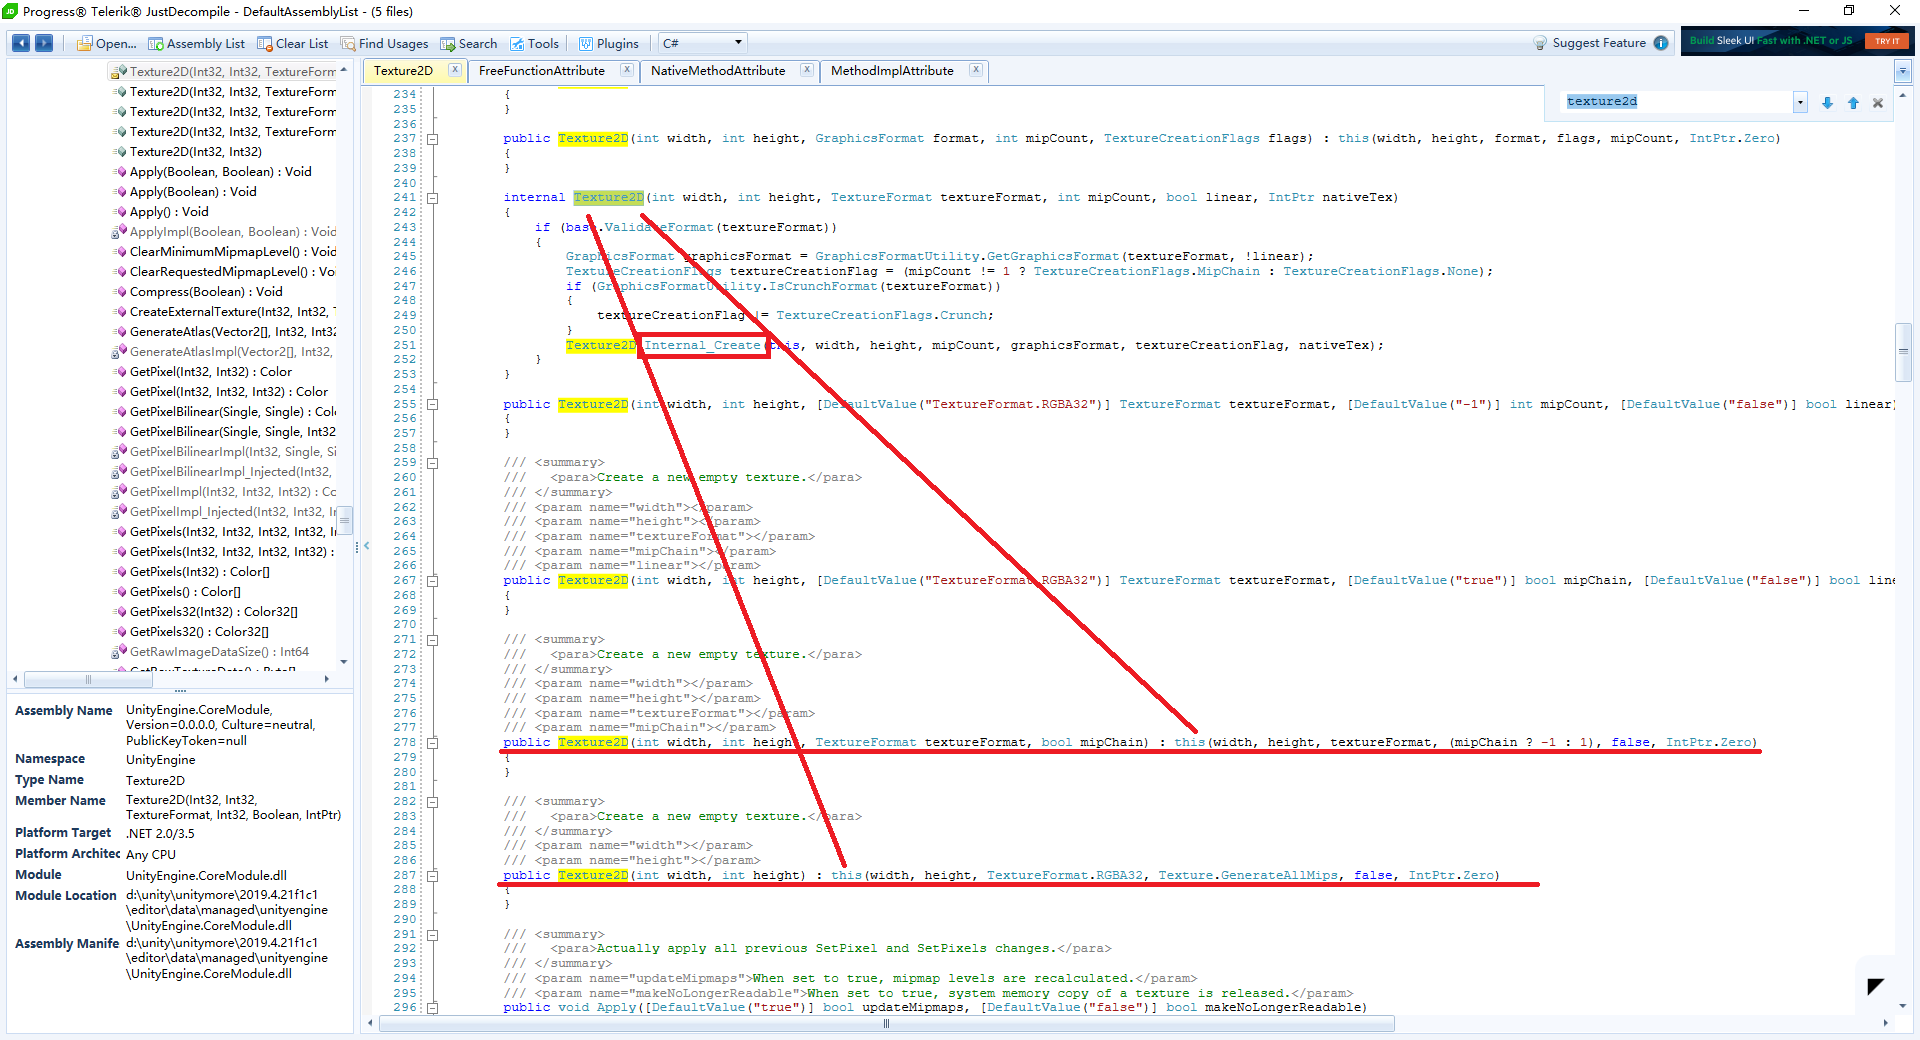 Progress® Telerik® JustDecompile - DefaultAssemblyList - (5 files)
Open... Assembly List Clear List Find Usages Search Tools Plugins C# Suggest Feature Build Sleek UI Fast with .NET or JS TRY IT
Texture2D(Int32, Int32, TextureForm
Texture2D(Int32, Int32, TextureForm
Texture2D(Int32, Int32, TextureForm
Texture2D(Int32, Int32, TextureForm
Texture2D(Int32, Int32)
Apply(Boolean, Boolean) : Void
Apply(Boolean) : Void
Apply() : Void
ApplyImpl(Boolean, Boolean) : Void
ClearMinimumMipmapLevel() : Void
ClearRequestedMipmapLevel() : Vo
Compress(Boolean) : Void
CreateExternalTexture(Int32, Int32,
GenerateAtlas(Vector2[], Int32, Int32
GenerateAtlasImpl(Vector2[], Int32,
GetPixel(Int32, Int32) : Color
GetPixel(Int32, Int32, Int32) : Color
GetPixelBilinear(Single, Single) : Col
GetPixelBilinear(Single, Single, Int32
GetPixelBilinearImpl(Int32, Single, Si
GetPixelBilinearImpl_Injected(Int32,
GetPixelImpl(Int32, Int32, Int32) : Co
GetPixelImpl_Injected(Int32, Int32, I
GetPixels(Int32, Int32, Int32, Int32, I
GetPixels(Int32, Int32, Int32, Int32) :
GetPixels(Int32) : Color[]
GetPixels() : Color[]
GetPixels32(Int32) : Color32[]
GetPixels32() : Color32[]
GetRawImageDataSize() : Int64
Assembly Name UnityEngine.CoreModule,
Version=0.0.0.0, Culture=neutral,
PublicKeyToken=null
Namespace UnityEngine
Type Name Texture2D
Member Name Texture2D(Int32, Int32,
TextureFormat, Int32, Boolean, IntPtr)
Platform Target .NET 2.0/3.5
Platform Architec Any CPU
Module UnityEngine.CoreModule.dll
Module Location d:\unity\unitymore\2019.4.21f1c1
\editor\data\managed\unityengine
\UnityEngine.CoreModule.dll
Assembly Manife d:\unity\unitymore\2019.4.21f1c1
\editor\data\managed\unityengine
\UnityEngine.CoreModule.dll
Texture2D FreeFunctionAttribute NativeMethodAttribute MethodImplAttribute
texture2d
234 {
235 }
236
237 public Texture2D(int width, int height, GraphicsFormat format, int mipCount, TextureCreationFlags flags) : this(width, height, format, flags, mipCount, IntPtr.Zero)
238 {
239 }
240
241 internal Texture2D(int width, int height, TextureFormat textureFormat, int mipCount, bool linear, IntPtr nativeTex)
242 {
243 if (base.ValidateFormat(textureFormat))
244 {
245 GraphicsFormat graphicsFormat = GraphicsFormatUtility.GetGraphicsFormat(textureFormat, !linear);
246 TextureCreationFlags textureCreationFlag = (mipCount != 1 ? TextureCreationFlags.MipChain : TextureCreationFlags.None);
247 if (GraphicsFormatUtility.IsCrunchFormat(textureFormat))
248 {
249 textureCreationFlag |= TextureCreationFlags.Crunch;
250 }
251 Texture2D.Internal_Create(this, width, height, mipCount, graphicsFormat, textureCreationFlag, nativeTex);
252 }
253 }
254
255 public Texture2D(int width, int height, [DefaultValue("TextureFormat.RGBA32")] TextureFormat textureFormat, [DefaultValue("-1")] int mipCount, [DefaultValue("false")] bool linear)
256 {
257 }
258
259 /// <summary>
260 /// <para>Create a new empty texture.</para>
261 /// </summary>
262 /// <param name="width"></param>
263 /// <param name="height"></param>
264 /// <param name="textureFormat"></param>
265 /// <param name="mipChain"></param>
266 /// <param name="linear"></param>
267 public Texture2D(int width, int height, [DefaultValue("TextureFormat.RGBA32")] TextureFormat textureFormat, [DefaultValue("true")] bool mipChain, [DefaultValue("false")] bool line
268 {
269 }
270
271 /// <summary>
272 /// <para>Create a new empty texture.</para>
273 /// </summary>
274 /// <param name="width"></param>
275 /// <param name="height"></param>
276 /// <param name="textureFormat"></param>
277 /// <param name="mipChain"></param>
278 public Texture2D(int width, int height, TextureFormat textureFormat, bool mipChain) : this(width, height, textureFormat, (mipChain ? -1 : 1), false, IntPtr.Zero)
279 {
280 }
281
282 /// <summary>
283 /// <para>Create a new empty texture.</para>
284 /// </summary>
285 /// <param name="width"></param>
286 /// <param name="height"></param>
287 public Texture2D(int width, int height) : this(width, height, TextureFormat.RGBA32, Texture.GenerateAllMips, false, IntPtr.Zero)
288 {
289 }
290
291 /// <summary>
292 /// <para>Actually apply all previous SetPixel and SetPixels changes.</para>
293 /// </summary>
294 /// <param name="updateMipmaps">When set to true, mipmap levels are recalculated.</param>
295 /// <param name="makeNoLongerReadable">When set to true, system memory copy of a texture is released.</param>
296 public void Apply([DefaultValue("true")] bool updateMipmaps, [DefaultValue("false")] bool makeNoLongerReadable)